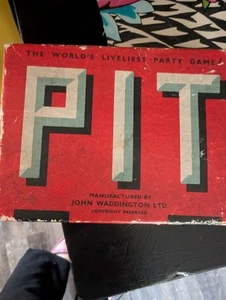 THE WORLD'S LIVELIEST PARTY GAME
PIT
MANUFACTURED BY
JOHN WADDINGTON LTD.
COPYRIGHT RESERVED